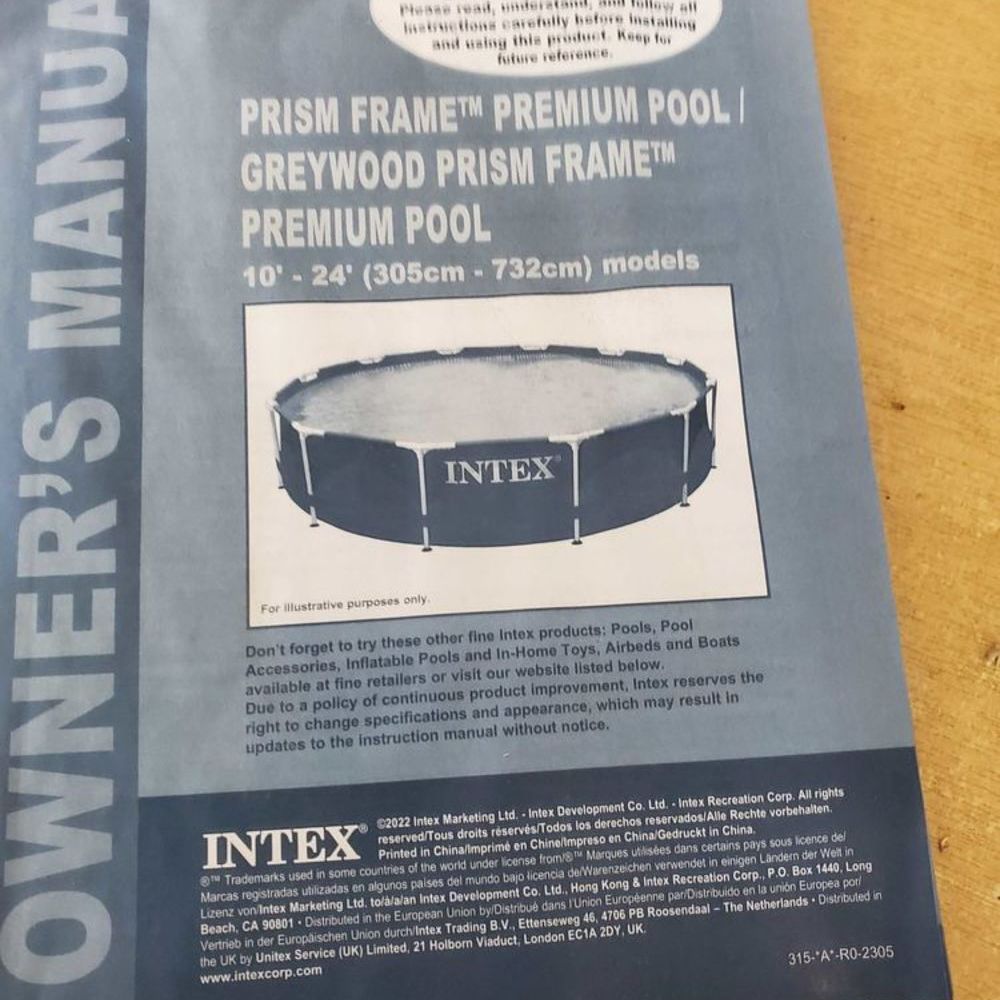 OWNER'S MANUA
Please read, understand, and follow all
instructions carefully before installing
and using this product. Keep for
future reference.
PRISM FRAME™ PREMIUM POOL /
GREYWOOD PRISM FRAME™
PREMIUM POOL
10' - 24' (305cm - 732cm) models
INTEX®
For illustrative purposes only.
Don't forget to try these other fine Intex products: Pools, Pool
Accessories, Inflatable Pools and In-Home Toys, Airbeds and Boats
available at fine retailers or visit our website listed below.
Due to a policy of continuous product improvement, Intex reserves the
right to change specifications and appearance, which may result in
updates to the instruction manual without notice.
INTEX®
©2022 Intex Marketing Ltd. - Intex Development Co. Ltd. - Intex Recreation Corp. All rights
reserved/Tous droits réservés/Todos los derechos reservados/Alle Rechte vorbehalten.
Printed in China/Imprimé en Chine/Impreso en China/Gedruckt in China.
®™ Trademarks used in some countries of the world under license from/®™ Marques utilisées dans certains pays sous licence de/
Marcas registradas utilizadas en algunos países del mundo bajo licencia de/Warenzeichen verwendet in einigen Ländern der Welt in
Lizenz von/Intex Marketing Ltd. to/à/a/an Intex Development Co. Ltd., Hong Kong & Intex Recreation Corp., P.O. Box 1440, Long
Beach, CA 90801 • Distributed in the European Union by/Distribué dans l'Union Européenne par/Distribuido en la unión Europea por/
Vertrieb in der Europäischen Union durch/Intex Trading B.V., Ettenseweg 46, 4706 PB Roosendaal – The Netherlands • Distributed in
the UK by Unitex Service (UK) Limited, 21 Holborn Viaduct, London EC1A 2DY, UK.
www.intexcorp.com
315-*A*-R0-2305